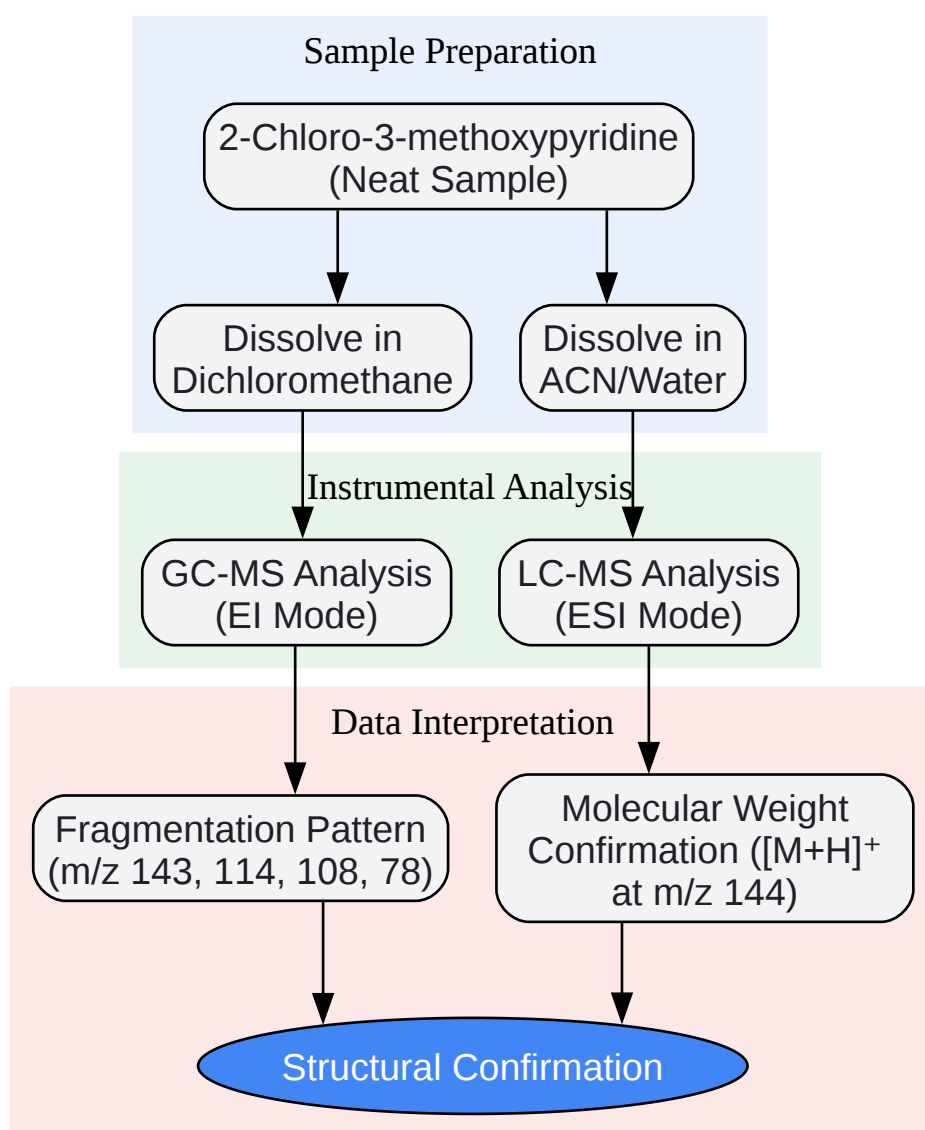 Sample Preparation
2-Chloro-3-methoxypyridine
(Neat Sample)
Dissolve in
Dichloromethane
Dissolve in
ACN/Water
Instrumental Analysis
GC-MS Analysis
(EI Mode)
LC-MS Analysis
(ESI Mode)
Data Interpretation
Fragmentation Pattern
(m/z 143, 114, 108, 78)
Molecular Weight
Confirmation ([M+H]⁺
at m/z 144)
Structural Confirmation